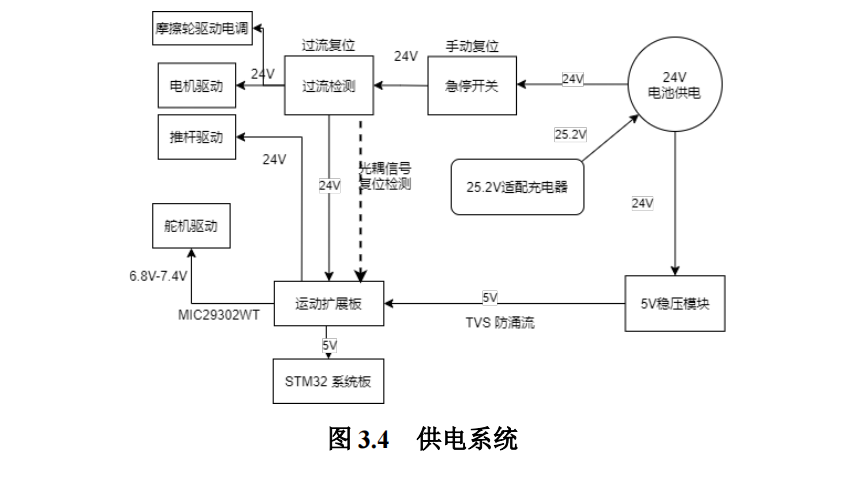 摩擦轮驱动电调
过流复位
手动复位
24V
24V
24V
电机驱动
过流检测
急停开关
24V
24V
电池供电
推杆驱动
25.2V
24V
光耦信号
复位检测
24V
25.2V适配充电器
24V
舵机驱动
6.8V-7.4V
运动扩展板
5V
5V稳压模块
MIC29302WT
TVS 防涌流
5V
STM32 系统板
图 3.4 供电系统